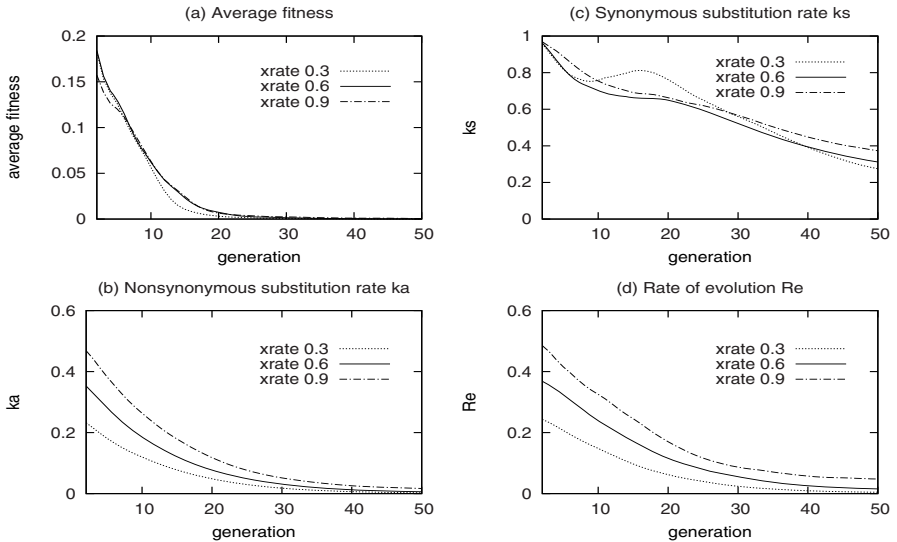 (a) Average fitness
average fitness
0.2
0.15
0.1
0.05
0
10 20 30 40 50
generation
xrate 0.3
xrate 0.6
xrate 0.9
(c) Synonymous substitution rate ks
ks
1
0.8
0.6
0.4
0.2
0
10 20 30 40 50
generation
xrate 0.3
xrate 0.6
xrate 0.9
(b) Nonsynonymous substitution rate ka
ka
0.6
0.4
0.2
0
10 20 30 40 50
generation
xrate 0.3
xrate 0.6
xrate 0.9
(d) Rate of evolution Re
Re
0.6
0.4
0.2
0
10 20 30 40 50
generation
xrate 0.3
xrate 0.6
xrate 0.9